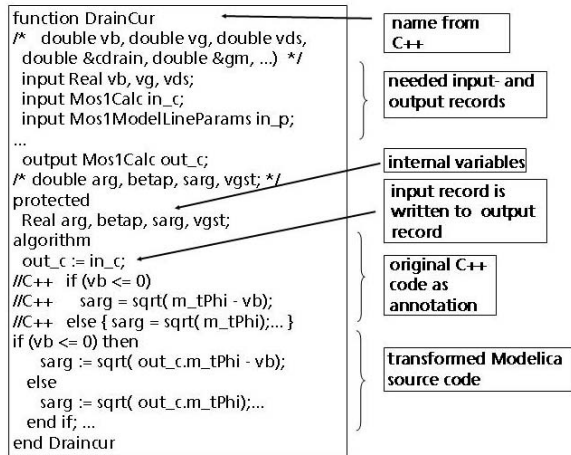 function DrainCur
/* double vb, double vg, double vds,
double &cdrain, double &gm, ...) */
input Real vb, vg, vds;
input Mos1Calc in_c;
input Mos1ModelLineParams in_p;
...
output Mos1Calc out_c;
/* double arg, betap, sarg, vgst; */
protected
Real arg, betap, sarg, vgst;
algorithm
out_c := in_c;
//C++ if (vb <= 0)
//C++ sarg = sqrt( m_tPhi - vb);
//C++ else { sarg = sqrt( m_tPhi);... }
if (vb <= 0) then
sarg := sqrt( out_c.m_tPhi - vb);
else
sarg := sqrt( out_c.m_tPhi);...
end if; ...
end Draincur
name from
C++
needed input- and
output records
internal variables
input record is
written to output
record
original C++
code as
annotation
transformed Modelica
source code